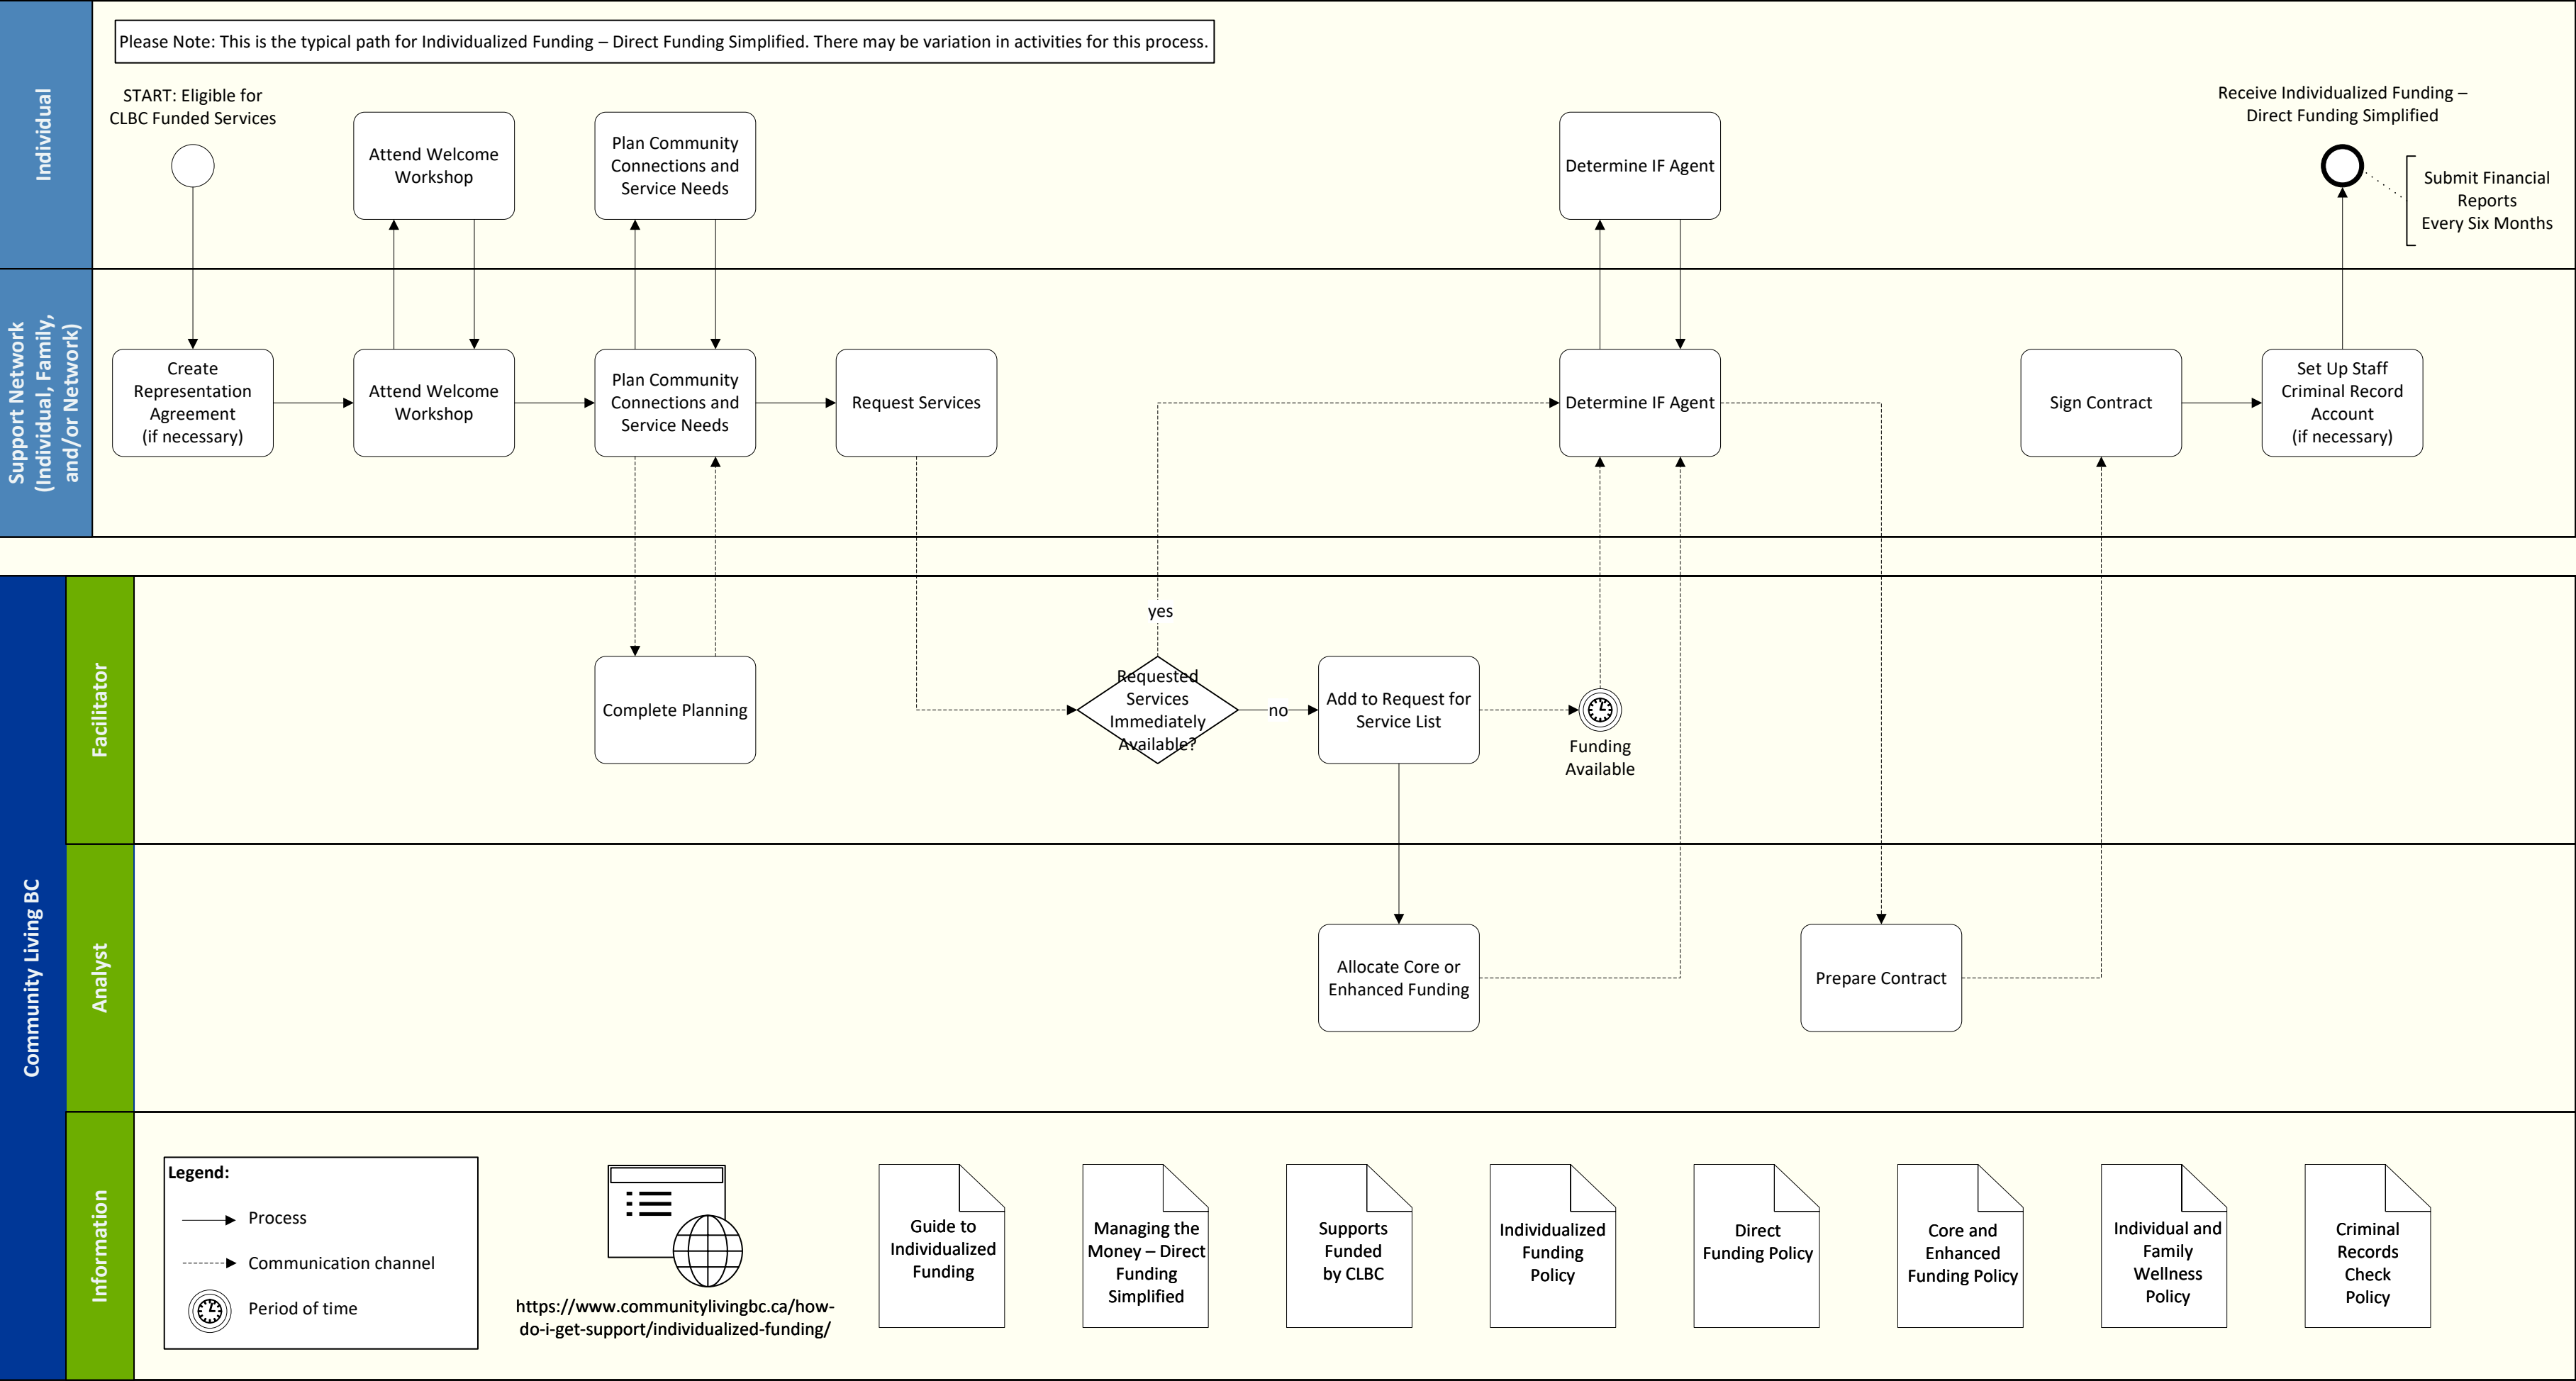 Please Note: This is the typical path for Individualized Funding – Direct Funding Simplified. There may be variation in activities for this process.
Individual
START: Eligible for
CLBC Funded Services
Attend Welcome
Workshop
Plan Community
Connections and
Service Needs
Determine IF Agent
Receive Individualized Funding –
Direct Funding Simplified
Submit Financial
Reports
Every Six Months
Support Network
(Individual, Family,
and/or Network)
Create
Representation
Agreement
(if necessary)
Attend Welcome
Workshop
Plan Community
Connections and
Service Needs
Request Services
Determine IF Agent
Sign Contract
Set Up Staff
Criminal Record
Account
(if necessary)
Community Living BC
Facilitator
Complete Planning
yes
Requested
Services
Immediately
Available?
no
Add to Request for
Service List
Funding
Available
Analyst
Allocate Core or
Enhanced Funding
Prepare Contract
Information
Legend:
Process
Communication channel
Period of time
https://www.communitylivingbc.ca/how-
do-i-get-support/individualized-funding/
Guide to
Individualized
Funding
Managing the
Money – Direct
Funding
Simplified
Supports
Funded
by CLBC
Individualized
Funding
Policy
Direct
Funding Policy
Core and
Enhanced
Funding Policy
Individual and
Family
Wellness
Policy
Criminal
Records
Check
Policy